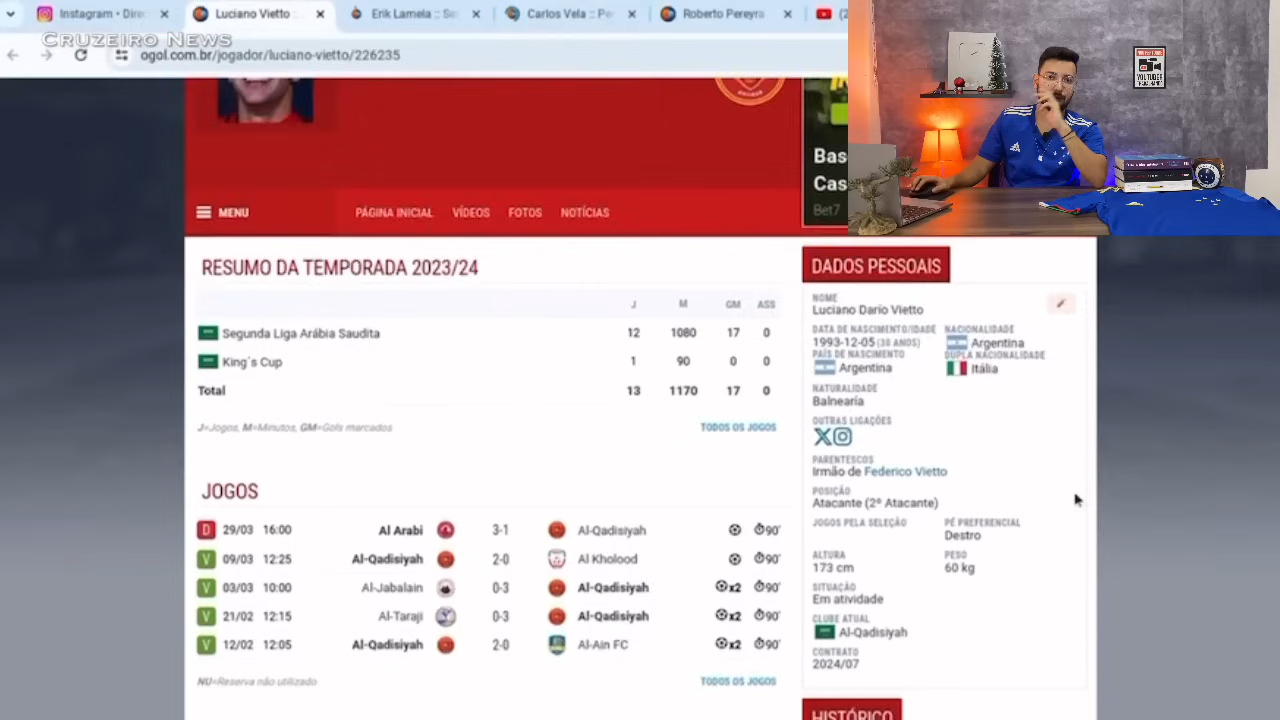 Instagram • Dire
Luciano Vietto
Erik Lamela :: Se
Carlos Vela :: Pe
Roberto Pereyra
CRUZEIRO NEWS
ogol.com.br/jogador/luciano-vietto/226235
Bas
Cas
Bet7
MENU
PÁGINA INICIAL
VÍDEOS
FOTOS
NOTÍCIAS
RESUMO DA TEMPORADA 2023/24
J M GM ASS
Segunda Liga Arábia Saudita 12 1080 17 0
King´s Cup 1 90 0 0
Total 13 1170 17 0
J=Jogos, M=Minutos, GM=Gols marcados
TODOS OS JOGOS
JOGOS
D 29/03 16:00 Al Arabi 3-1 Al-Qadisiyah 90'
V 09/03 12:25 Al-Qadisiyah 2-0 Al Kholood 90'
V 03/03 10:00 Al-Jabalain 0-3 Al-Qadisiyah x2 90'
V 21/02 12:15 Al-Taraji 0-3 Al-Qadisiyah x2 90'
V 12/02 12:05 Al-Qadisiyah 2-0 Al-Ain FC x2 90'
NU=Reserva não utilizado
TODOS OS JOGOS
DADOS PESSOAIS
NOME
Luciano Darío Vietto
DATA DE NASCIMENTO/IDADE
1993-12-05 (30 ANOS)
NACIONALIDADE
Argentina
PAÍS DE NASCIMENTO
Argentina
DUPLA NACIONALIDADE
Itália
NATURALIDADE
Balnearía
OUTRAS LIGAÇÕES
PARENTESCOS
Irmão de Federico Vietto
POSIÇÃO
Atacante (2º Atacante)
JOGOS PELA SELEÇÃO
PÉ PREFERENCIAL
Destro
ALTURA
173 cm
PESO
60 kg
SITUAÇÃO
Em atividade
CLUBE ATUAL
Al-Qadisiyah
CONTRATO
2024/07
HISTÓRICO